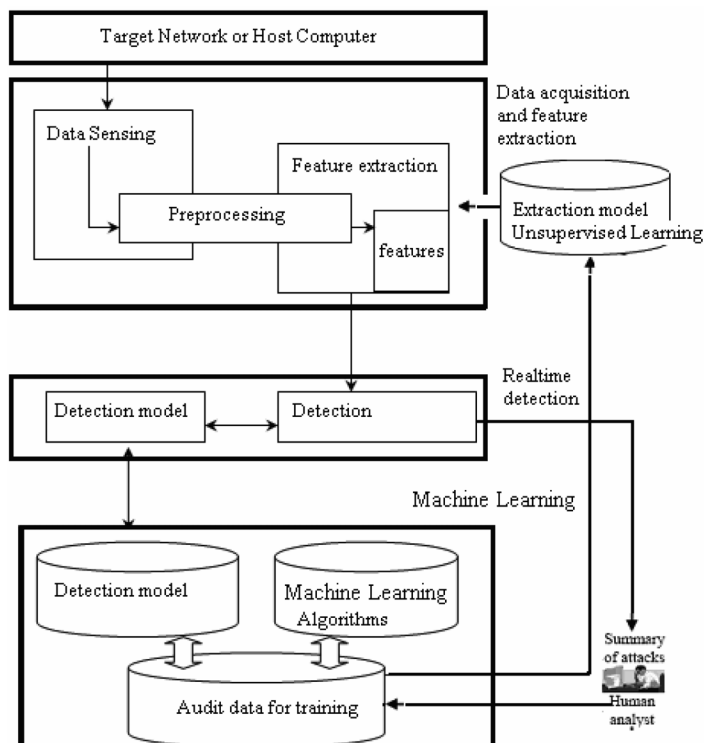 Target Network or Host Computer
Data acquisition
and feature
extraction
Data Sensing
Feature extraction
Preprocessing
features
Extraction model
Unsupervised Learning
Realtime
detection
Detection model
Detection
Machine Learning
Detection model
Machine Learning
Algorithms
Audit data for training
Summary
of attacks
Human
analyst